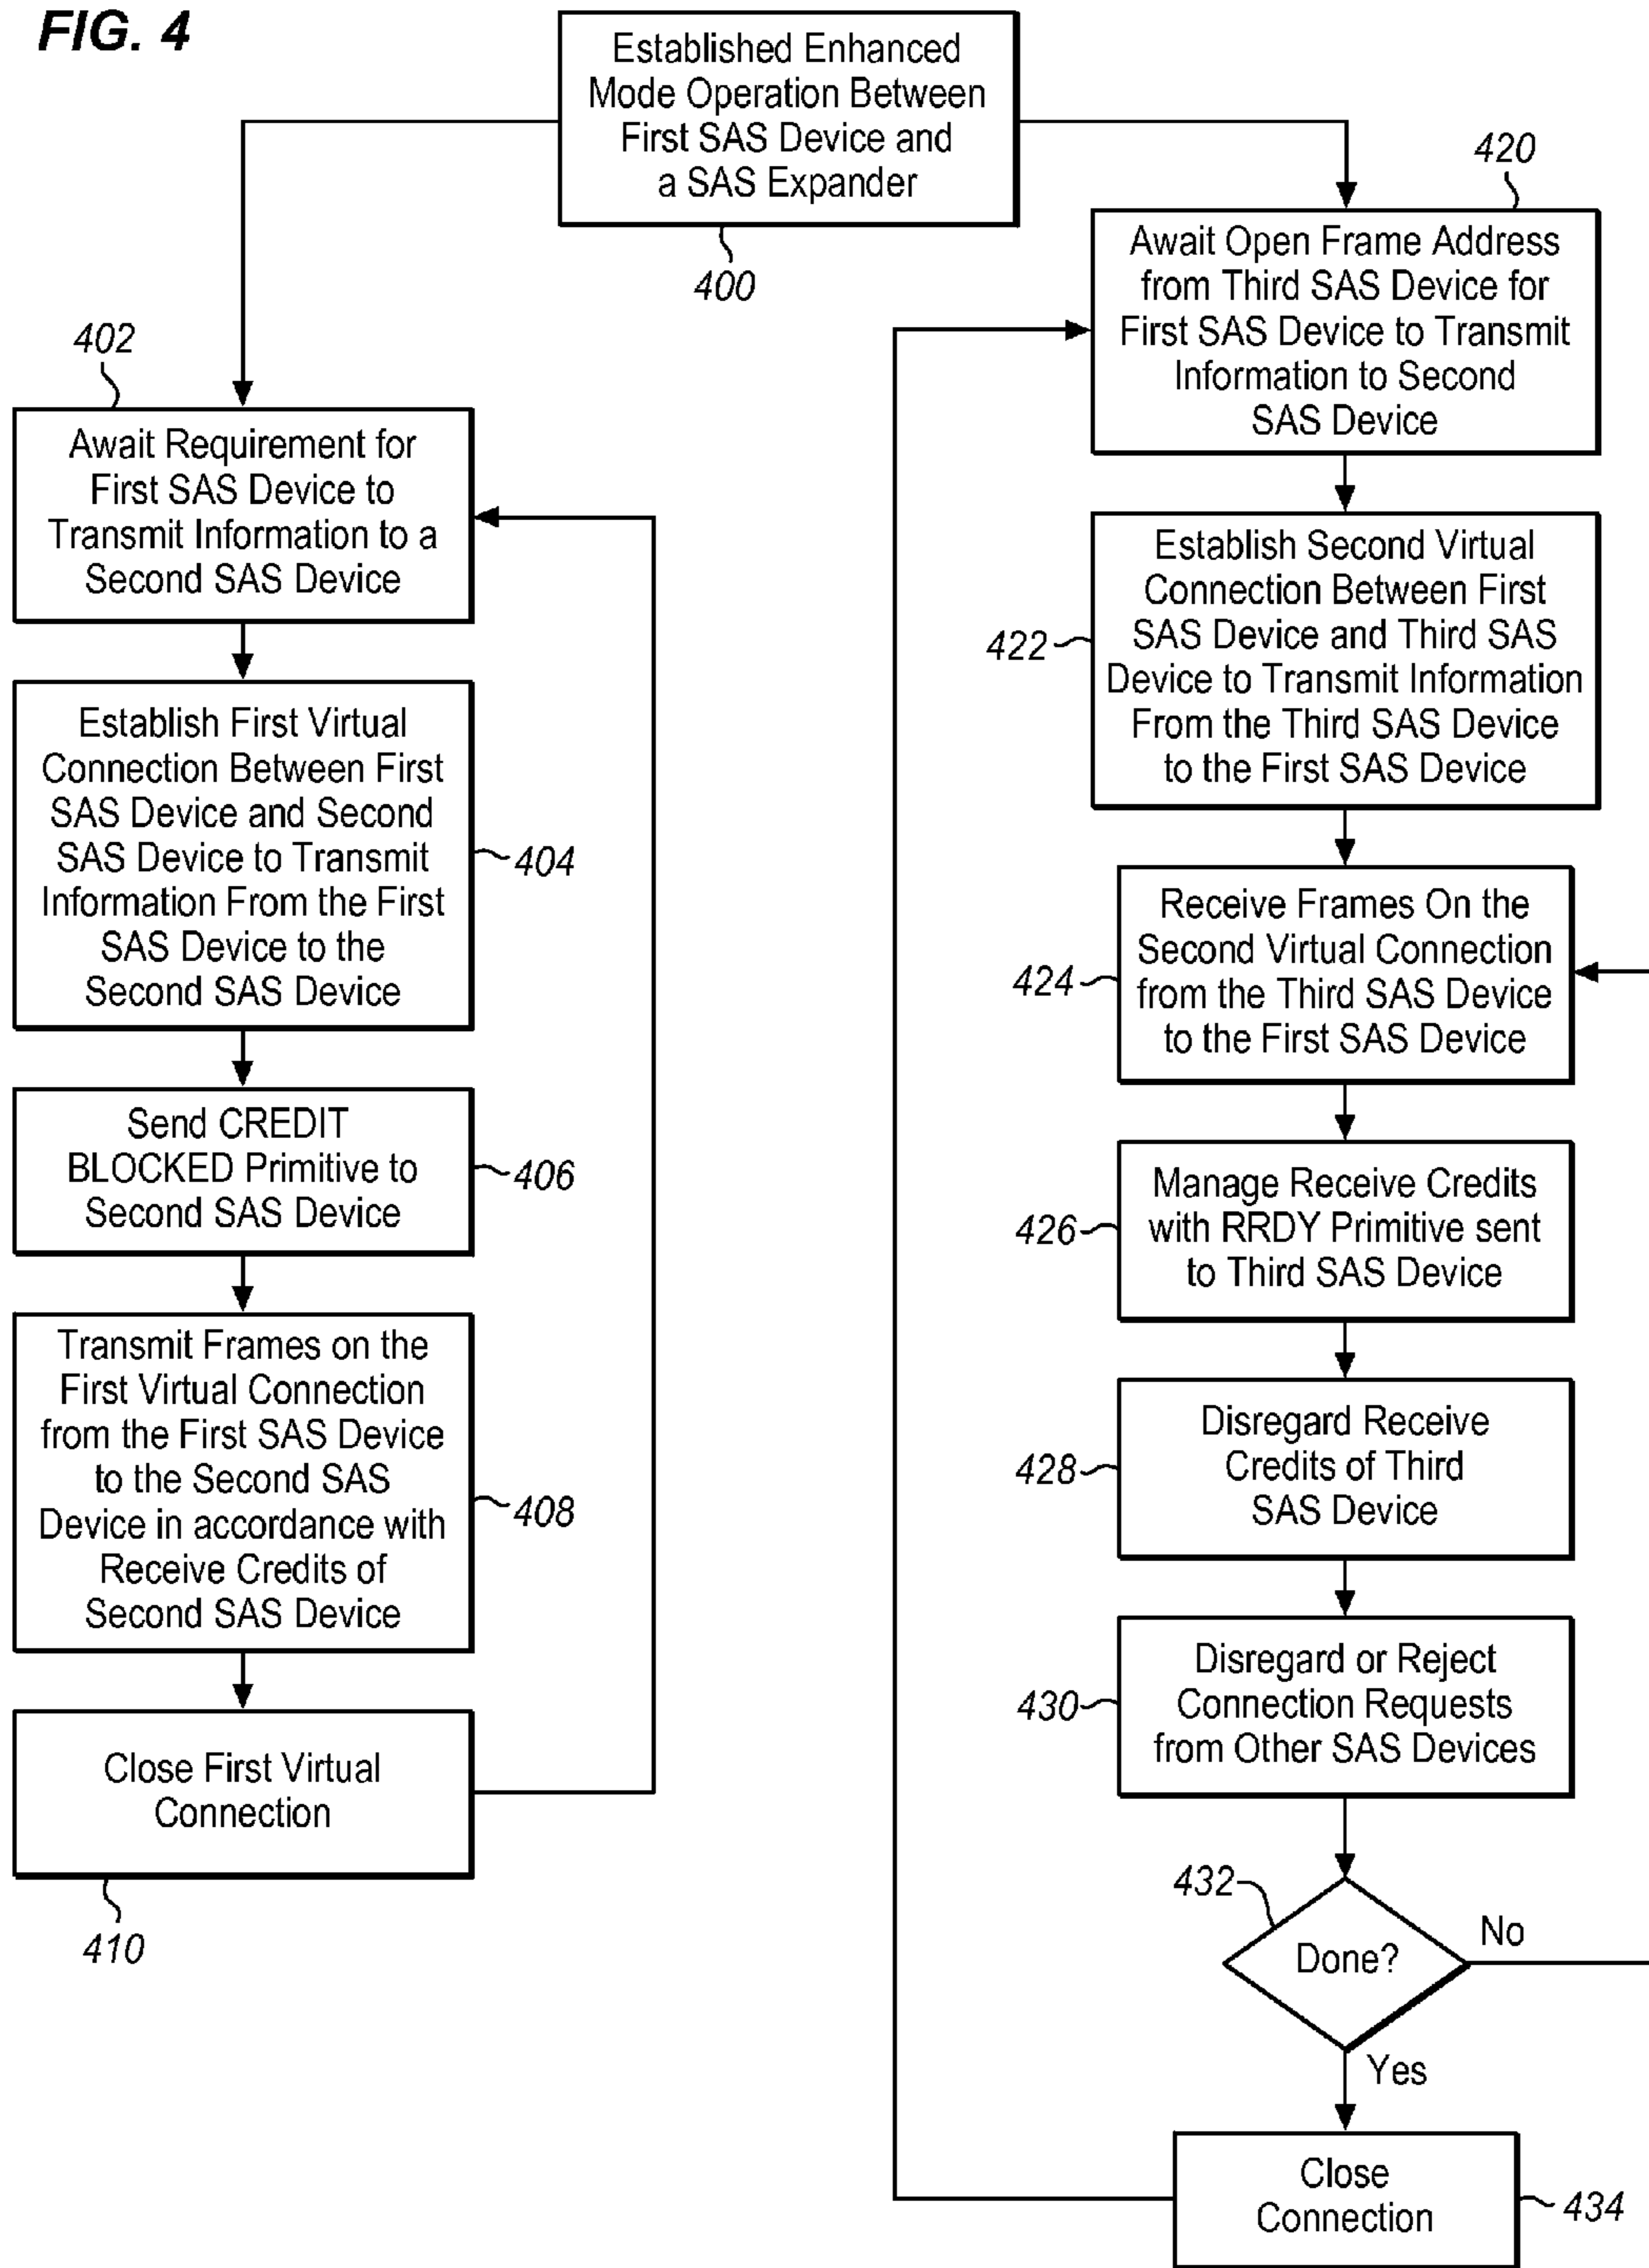 FIG. 4
Established Enhanced
Mode Operation Between
First SAS Device and
a SAS Expander
400
402
Await Requirement for
First SAS Device to
Transmit Information to a
Second SAS Device
Establish First Virtual
Connection Between First
SAS Device and Second
SAS Device to Transmit
Information From the First
SAS Device to the
Second SAS Device
404
Send CREDIT
BLOCKED Primitive to
Second SAS Device
406
Transmit Frames on the
First Virtual Connection
from the First SAS Device
to the Second SAS
Device in accordance with
Receive Credits of
Second SAS Device
408
Close First Virtual
Connection
410
420
Await Open Frame Address
from Third SAS Device for
First SAS Device to Transmit
Information to Second
SAS Device
Establish Second Virtual
Connection Between First
SAS Device and Third SAS
Device to Transmit Information
From the Third SAS Device
to the First SAS Device
422
Receive Frames On the
Second Virtual Connection
from the Third SAS Device
to the First SAS Device
424
Manage Receive Credits
with RRDY Primitive sent
to Third SAS Device
426
Disregard Receive
Credits of Third
SAS Device
428
Disregard or Reject
Connection Requests
from Other SAS Devices
430
432
Done?
No
Yes
Close
Connection
434